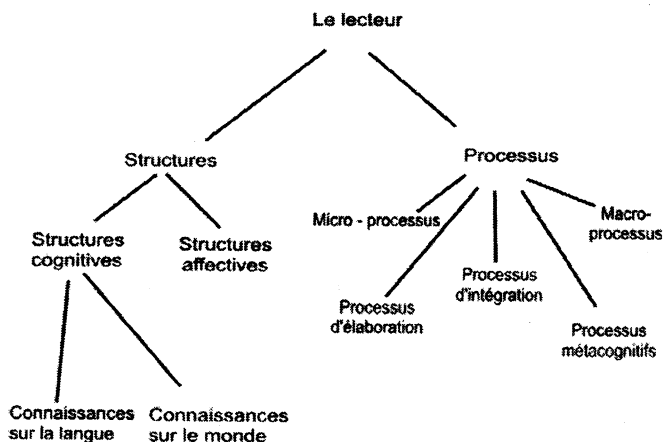 Le lecteur
Structures
Processus
Micro - processus
Macro-
processus
Structures
cognitives
Structures
affectives
Processus
d'intégration
Processus
d'élaboration
Processus
métacognitifs
Connaissances
sur la langue
Connaissances
sur le monde